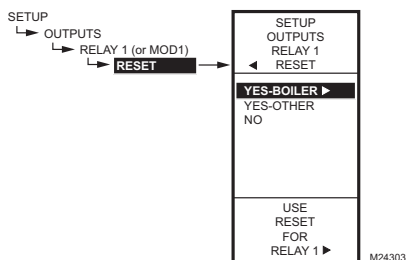 SETUP
OUTPUTS
RELAY 1 (or MOD1)
RESET
SETUP
OUTPUTS
RELAY 1
◄ RESET
YES-BOILER ►
YES-OTHER
NO
USE
RESET
FOR
RELAY 1 ►
M24303